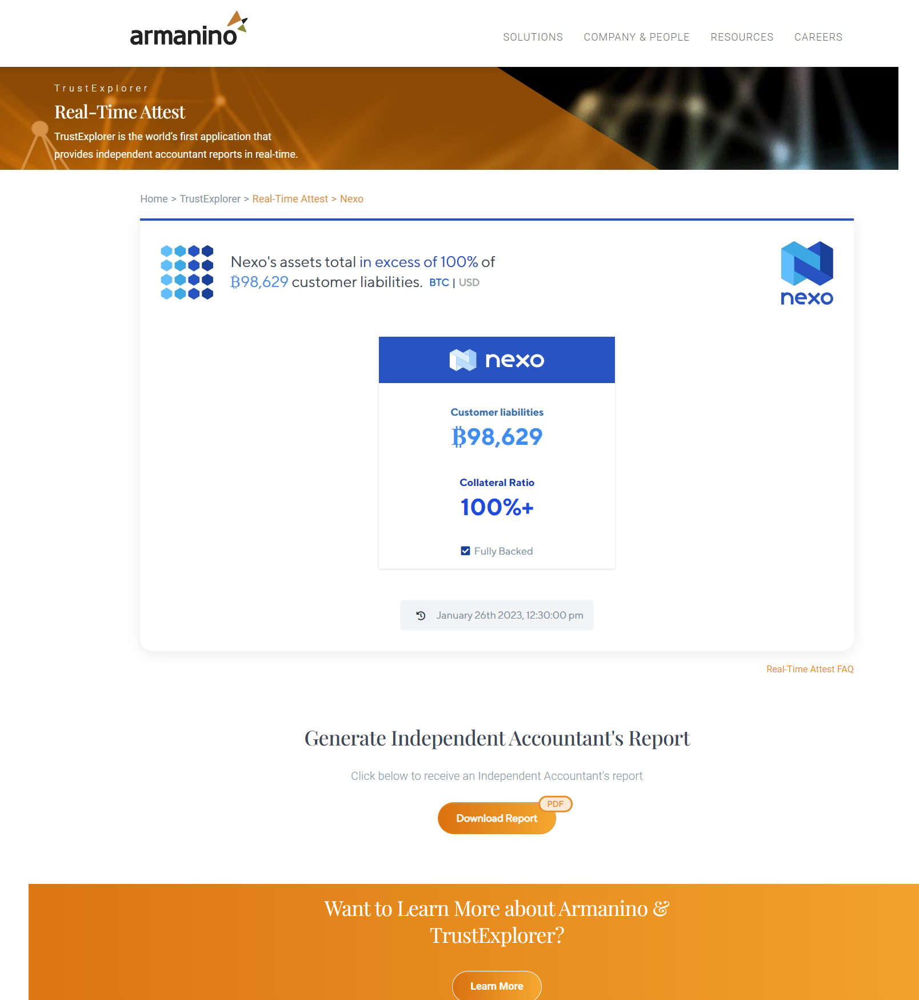 armanino
SOLUTIONS COMPANY & PEOPLE RESOURCES CAREERS
TrustExplorer
Real-Time Attest
TrustExplorer is the world's first application that
provides independent accountant reports in real-time.
Home > TrustExplorer > Real-Time Attest > Nexo
Nexo's assets total in excess of 100% of
₿98,629 customer liabilities. BTC | USD
nexo
nexo
Customer liabilities
₿98,629
Collateral Ratio
100%+
Fully Backed
January 26th 2023, 12:30:00 pm
Real-Time Attest FAQ
Generate Independent Accountant's Report
Click below to receive an Independent Accountant's report
PDF
Download Report
Want to Learn More about Armanino &
TrustExplorer?
Learn More